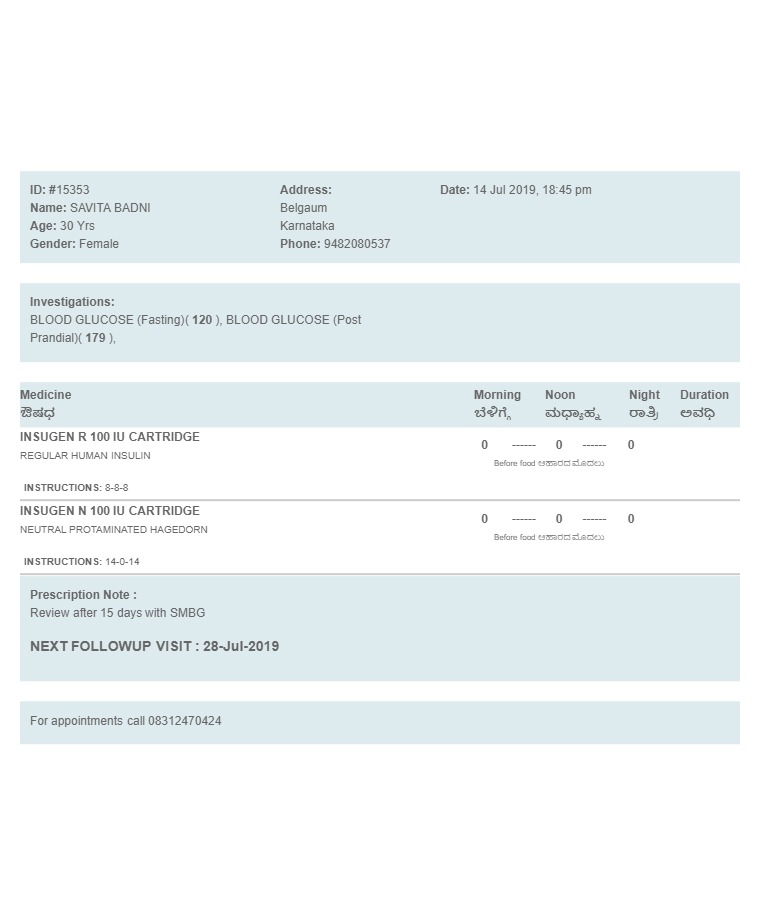 ID: #15353
Name: SAVITA BADNI
Age: 30 Yrs
Gender: Female
Address:
Belgaum
Karnataka
Phone: 9482080537
Date: 14 Jul 2019, 18:45 pm
Investigations:
BLOOD GLUCOSE (Fasting)( 120 ), BLOOD GLUCOSE (Post
Prandial)( 179 ),
Medicine Morning Noon Night Duration
ಔಷಧ ಬೆಳಿಗ್ಗೆ ಮಧ್ಯಾಹ್ನ ರಾತ್ರಿ ಅವಧಿ
INSUGEN R 100 IU CARTRIDGE
0 ------ 0 ------ 0
REGULAR HUMAN INSULIN
Before food ಆಹಾರದ ಮೊದಲು
INSTRUCTIONS: 8-8-8
INSUGEN N 100 IU CARTRIDGE
0 ------ 0 ------ 0
NEUTRAL PROTAMINATED HAGEDORN
Before food ಆಹಾರದ ಮೊದಲು
INSTRUCTIONS: 14-0-14
Prescription Note :
Review after 15 days with SMBG
NEXT FOLLOWUP VISIT : 28-Jul-2019
For appointments call 08312470424